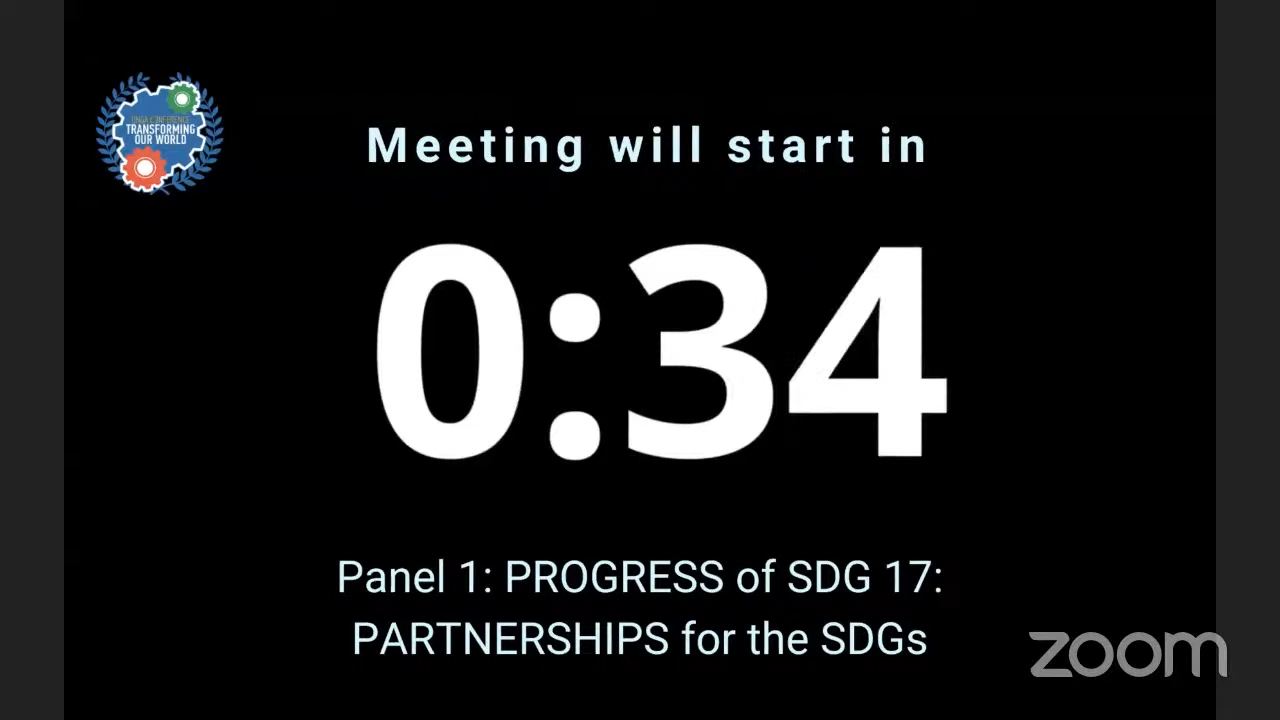 UNGA CONFERENCE
TRANSFORMING
OUR WORLD
Meeting will start in
0:34
Panel 1: PROGRESS of SDG 17:
PARTNERSHIPS for the SDGs
zoom